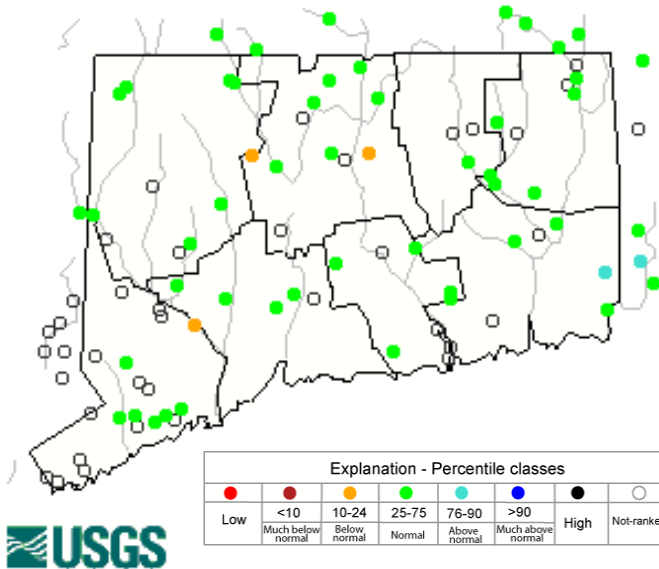 Explanation - Percentile classes
Low
<10
10-24
25-75
76-90
>90
High
Not-ranke
Much below normal
Below normal
Normal
Above normal
Much above normal
USGS